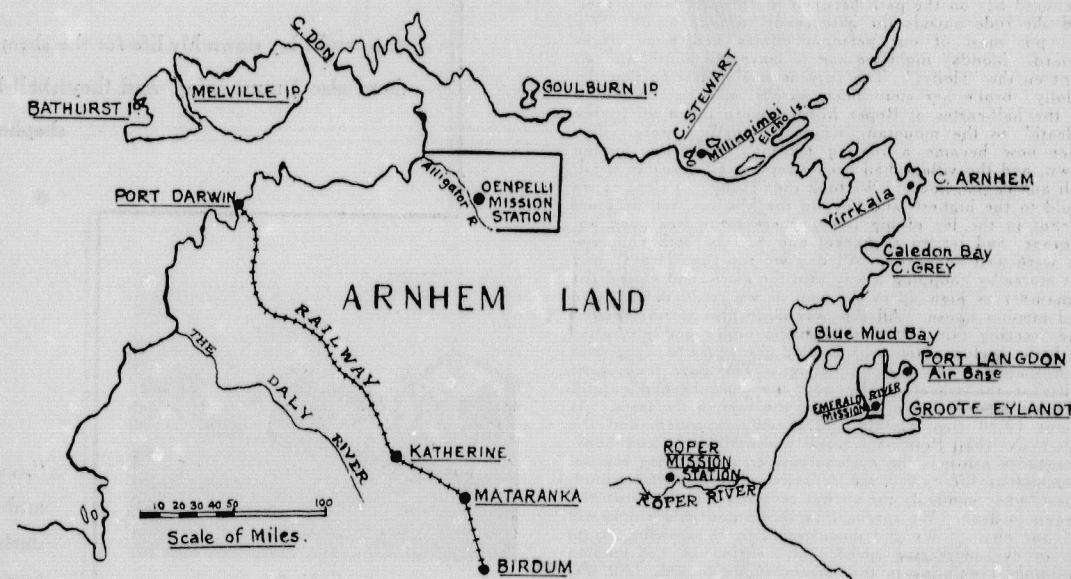 C. DON
MELVILLE Iᴰ.
BATHURST Iᴰ.
GOULBURN Iᴰ.
C. STEWART
Millingimbi
Elcho Is.
Alligator R
OENPELLI
MISSION
STATION
PORT DARWIN
C. ARNHEM
Yirrkala
Caledon Bay
C. GREY
ARNHEM LAND
RAILWAY
THE DALY RIVER
Blue Mud Bay
PORT LANGDON
Air Base
EMERALD RIVER
MISSION
GROOTE EYLANDT
KATHERINE
ROPER
MISSION
STATION
ROPER RIVER
MATARANKA
10 20 30 40 50 100
Scale of Miles.
BIRDUM